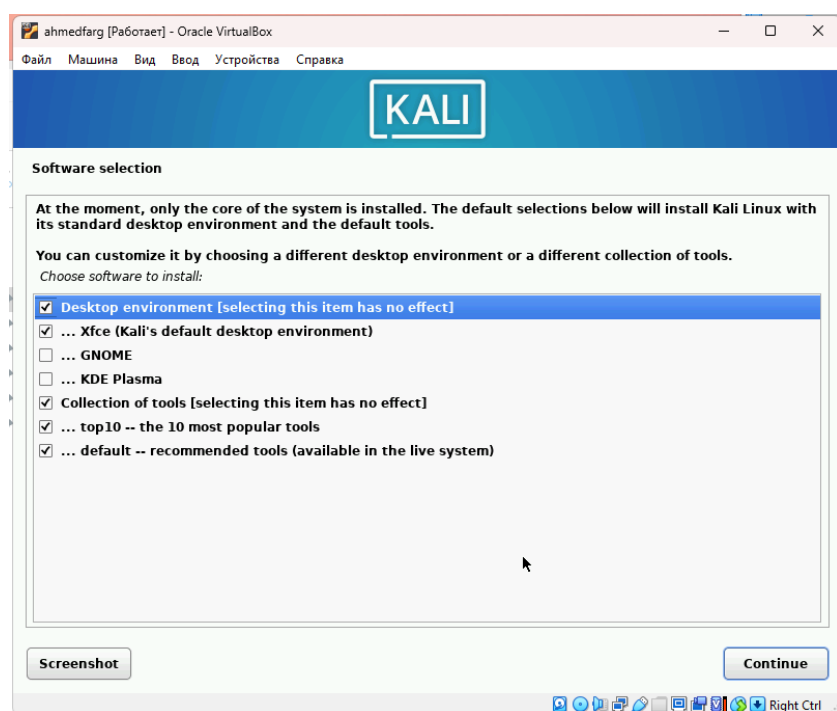 ahmedfarg [Работает] - Oracle VirtualBox
Файл Машина Вид Ввод Устройства Справка
KALI
Software selection
At the moment, only the core of the system is installed. The default selections below will install Kali Linux with
its standard desktop environment and the default tools.
You can customize it by choosing a different desktop environment or a different collection of tools.
Choose software to install:
Desktop environment [selecting this item has no effect]
... Xfce (Kali's default desktop environment)
... GNOME
... KDE Plasma
Collection of tools [selecting this item has no effect]
... top10 -- the 10 most popular tools
... default -- recommended tools (available in the live system)
Screenshot
Continue
Right Ctrl